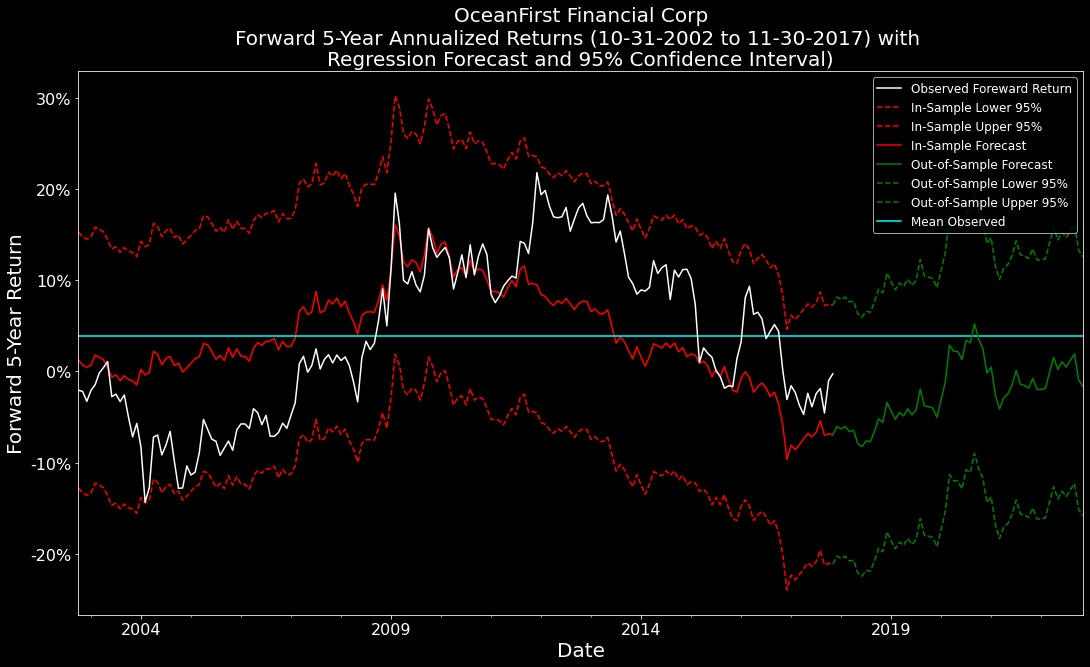 OceanFirst Financial Corp
Forward 5-Year Annualized Returns (10-31-2002 to 11-30-2017) with
Regression Forecast and 95% Confidence Interval)
Observed Foreward Return
In-Sample Lower 95%
In-Sample Upper 95%
In-Sample Forecast
Out-of-Sample Forecast
Out-of-Sample Lower 95%
Out-of-Sample Upper 95%
Mean Observed
Forward 5-Year Return
30%
20%
10%
0%
-10%
-20%
2004
2009
2014
2019
Date